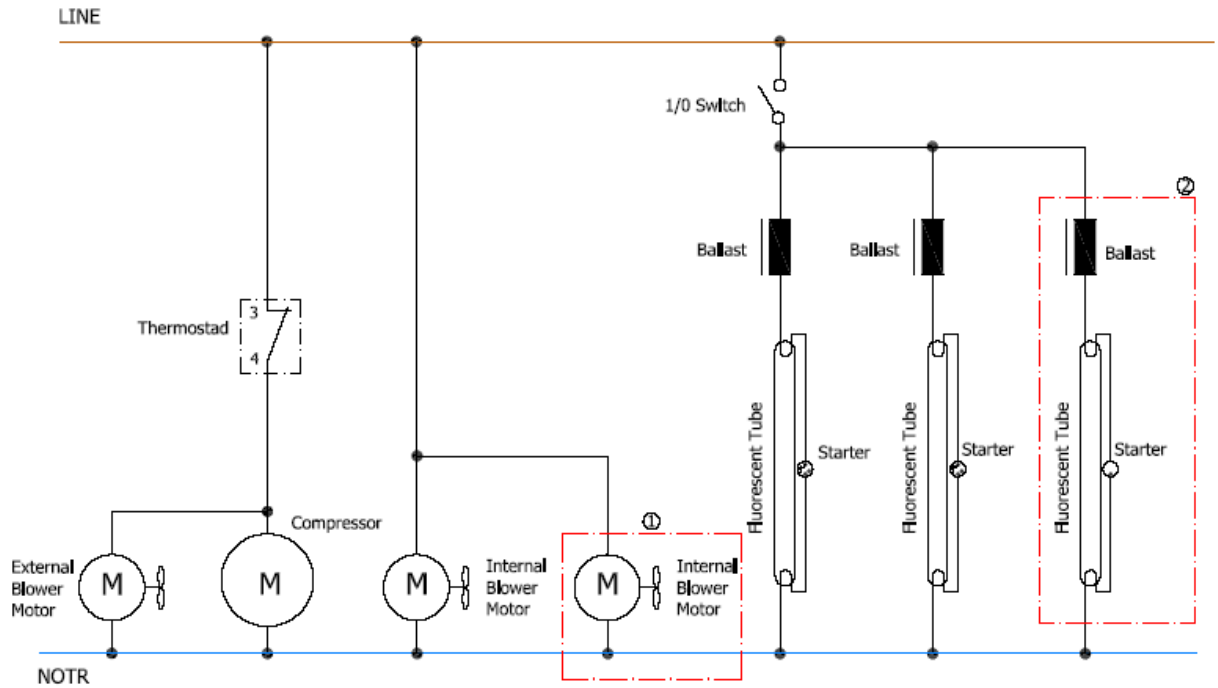 LINE
1/0 Switch
②
Ballast
Ballast
Ballast
3
Thermostad
4
Fluorescent Tube
Starter
Fluorescent Tube
Starter
Fluorescent Tube
Starter
Compressor
①
External
Blower
Motor
M
M
M
Internal
Blower
Motor
M
Internal
Blower
Motor
NOTR